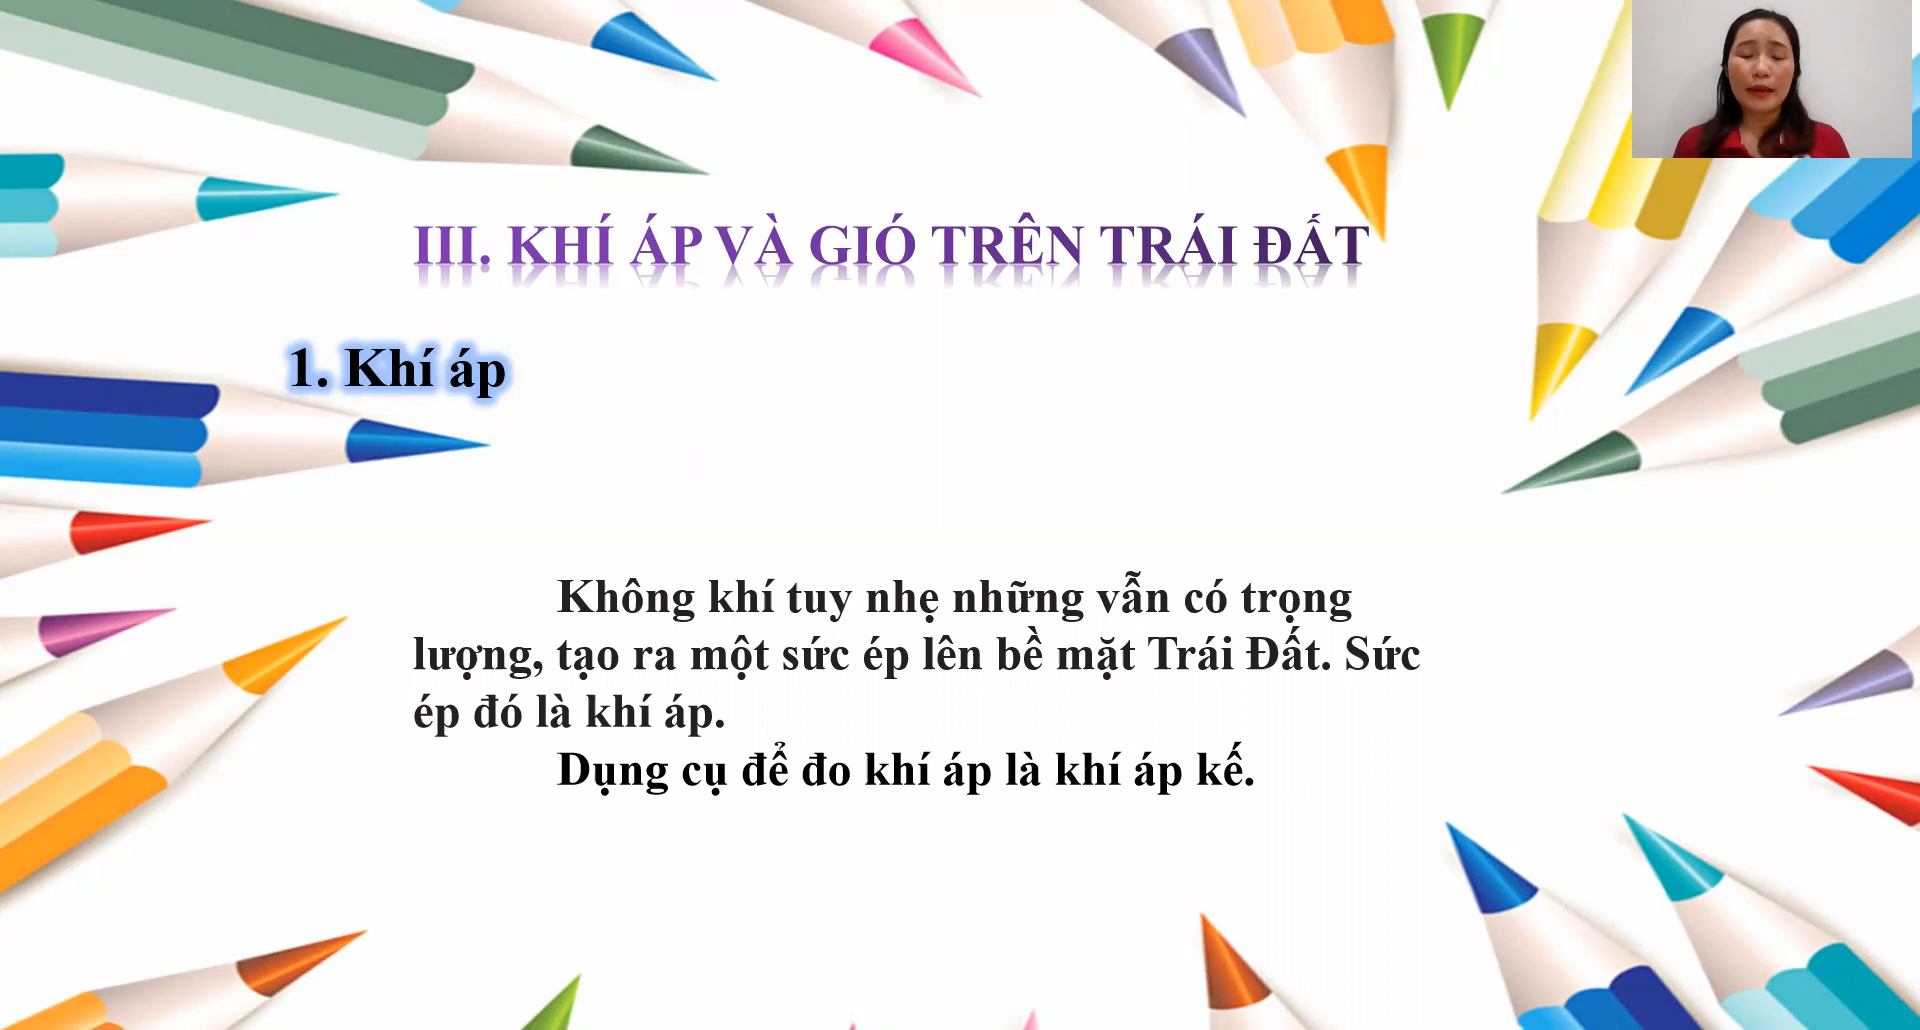 III. KHÍ ÁP VÀ GIÓ TRÊN TRÁI ĐẤT
1. Khí áp
Không khí tuy nhẹ những vẫn có trọng
lượng, tạo ra một sức ép lên bề mặt Trái Đất. Sức
ép đó là khí áp.
Dụng cụ để đo khí áp là khí áp kế.